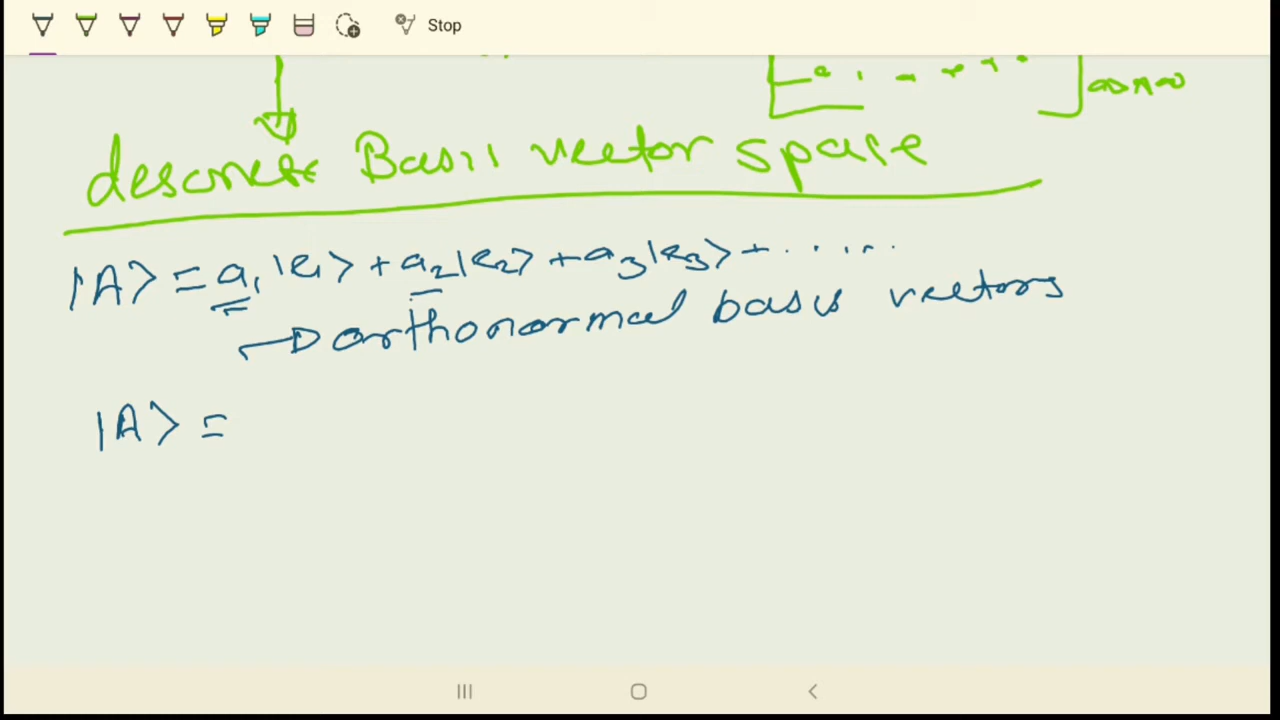 Stop
∞×∞
descrete Basis vector space
|A⟩ = a₁|e₁⟩ + a₂|e₂⟩ + a₃|e₃⟩ + ......
→ orthonormal basis vectors
|A⟩ =